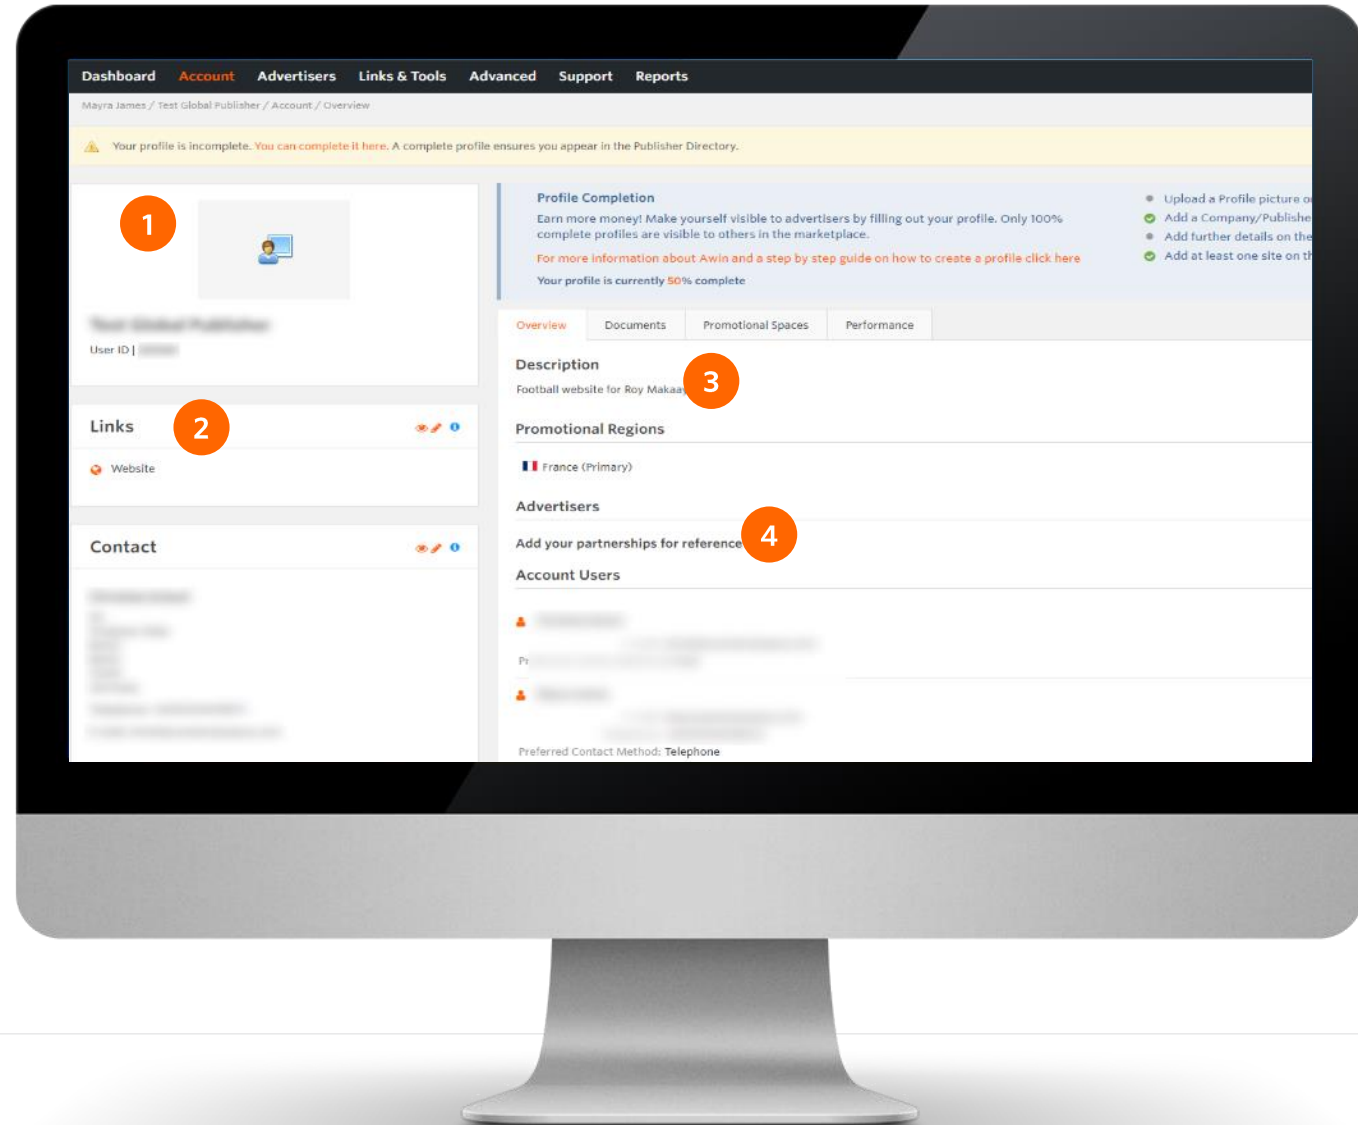 Dashboard Account Advertisers Links & Tools Advanced Support Reports
Mayra James / Test Global Publisher / Account / Overview
Your profile is incomplete. You can complete it here. A complete profile ensures you appear in the Publisher Directory.
1
User ID |
Links
2
Website
Contact
Profile Completion
Earn more money! Make yourself visible to advertisers by filling out your profile. Only 100%
complete profiles are visible to others in the marketplace.
For more information about Awin and a step by step guide on how to create a profile click here
Your profile is currently 50% complete
Upload a Profile picture
Add a Company/Publishe
Add further details on the
Add at least one site on
Overview Documents Promotional Spaces Performance
Description
3
Football website for Roy Makaay
Promotional Regions
France (Primary)
Advertisers
4
Add your partnerships for reference
Account Users
Preferred Contact Method: Telephone